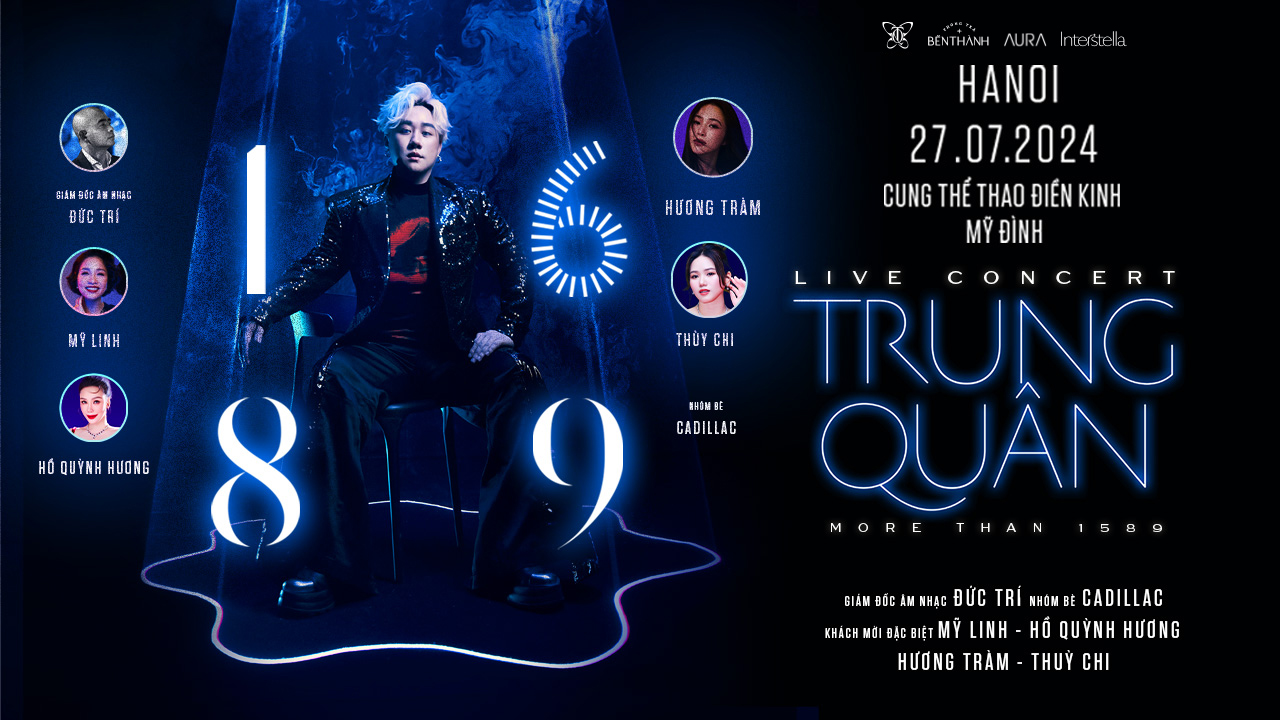 PHÒNG TRÀ
BẾNTHÀNH
AURA
Interstella
HANOI
27.07.2024
CUNG THỂ THAO ĐIỀN KINH
MỸ ĐÌNH
LIVE CONCERT
TRUNG
QUÂN
MORE THAN 1589
GIÁM ĐỐC ÂM NHẠC ĐỨC TRÍ NHÓM BÈ CADILLAC
KHÁCH MỜI ĐẶC BIỆT MỸ LINH - HỒ QUỲNH HƯƠNG
HƯƠNG TRÀM - THUỲ CHI
1 6
8 9
GIÁM ĐỐC ÂM NHẠC
ĐỨC TRÍ
MỸ LINH
HỒ QUỲNH HƯƠNG
HƯƠNG TRÀM
THÙY CHI
NHÓM BÈ
CADILLAC